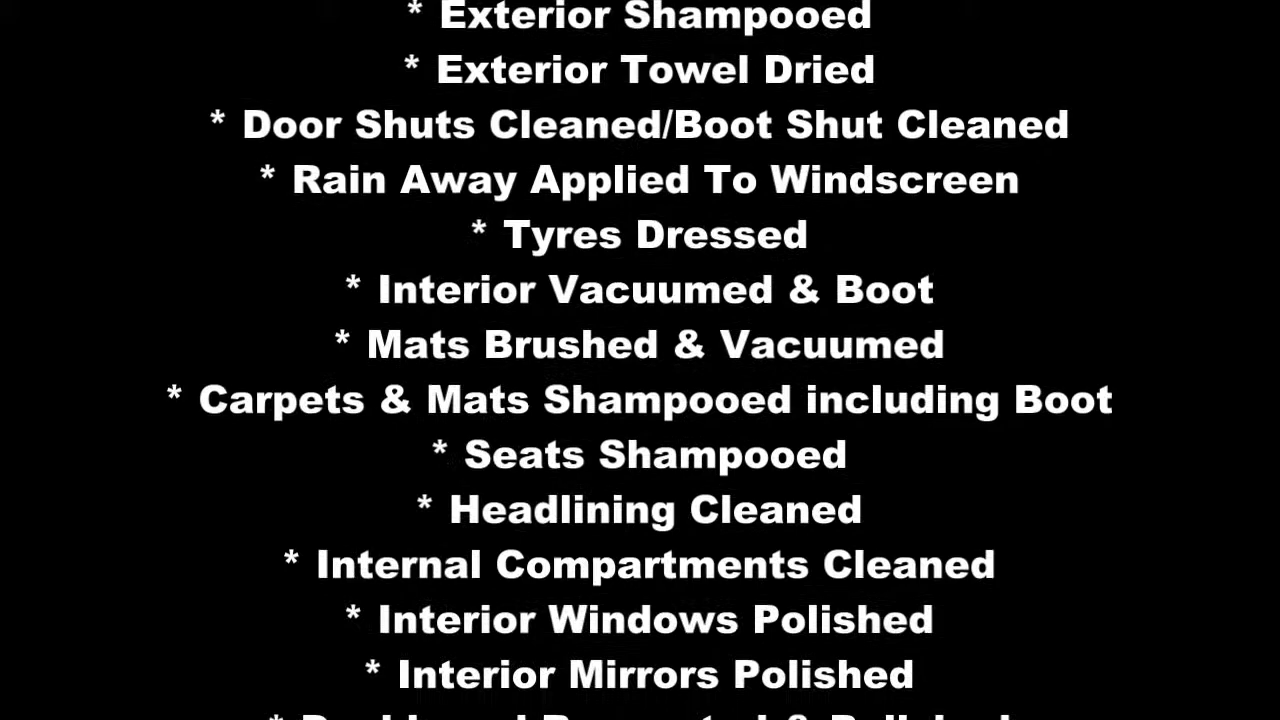 * Exterior Shampooed
* Exterior Towel Dried
* Door Shuts Cleaned/Boot Shut Cleaned
* Rain Away Applied To Windscreen
* Tyres Dressed
* Interior Vacuumed & Boot
* Mats Brushed & Vacuumed
* Carpets & Mats Shampooed including Boot
* Seats Shampooed
* Headlining Cleaned
* Internal Compartments Cleaned
* Interior Windows Polished
* Interior Mirrors Polished